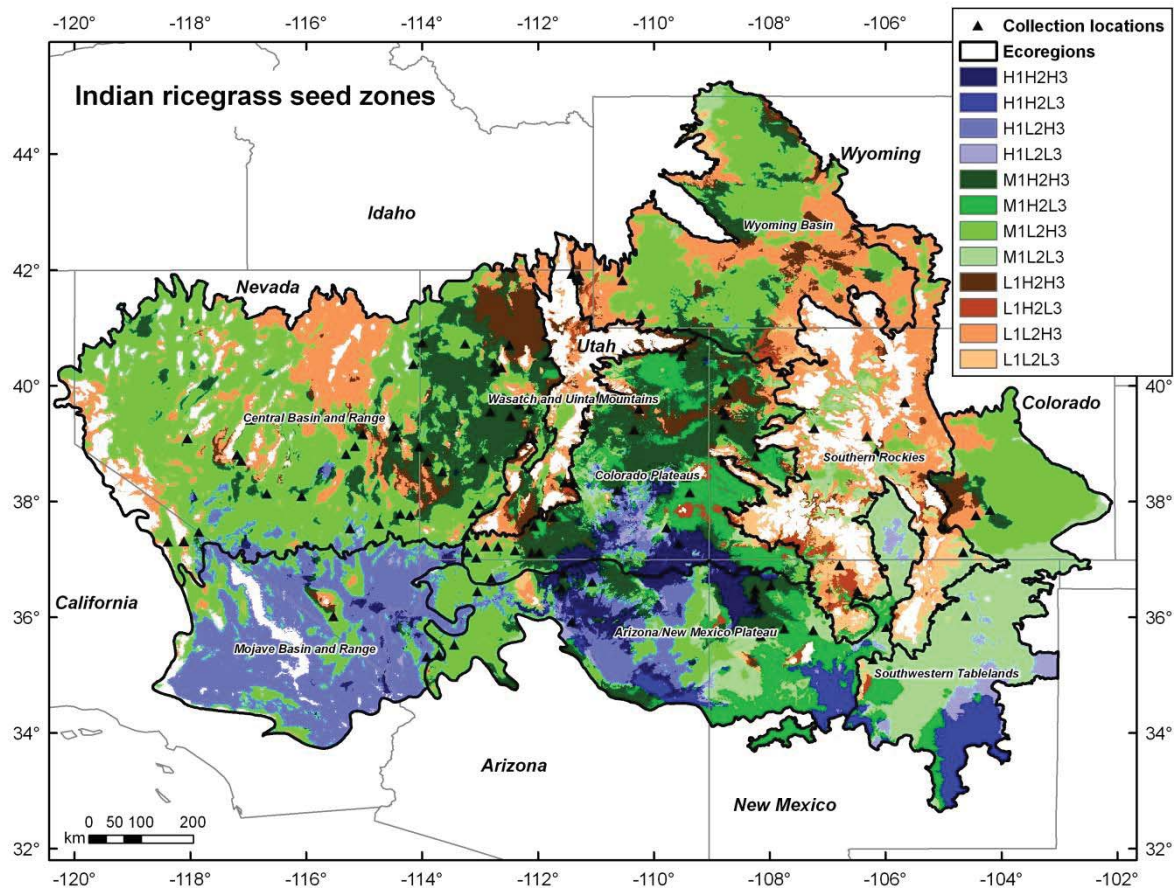 -120° -118° -116° -114° -112° -110° -108° -106°
Indian ricegrass seed zones
Collection locations
Ecoregions
H1H2H3
H1H2L3
H1L2H3
H1L2L3
M1H2H3
M1H2L3
M1L2H3
M1L2L3
L1H2H3
L1H2L3
L1L2H3
L1L2L3
44°
42°
40°
38°
36°
34°
32°
Wyoming
Idaho
Wyoming Basin
Nevada
Utah
Wasatch and Uinta Mountains
Central Basin and Range
Colorado
Southern Rockies
Colorado Plateaus
California
Mojave Basin and Range
Arizona/New Mexico Plateau
Southwestern Tablelands
Arizona
New Mexico
40°
38°
36°
34°
32°
0 50 100 200
km
-120° -118° -116° -114° -112° -110° -108° -106° -104° -102°